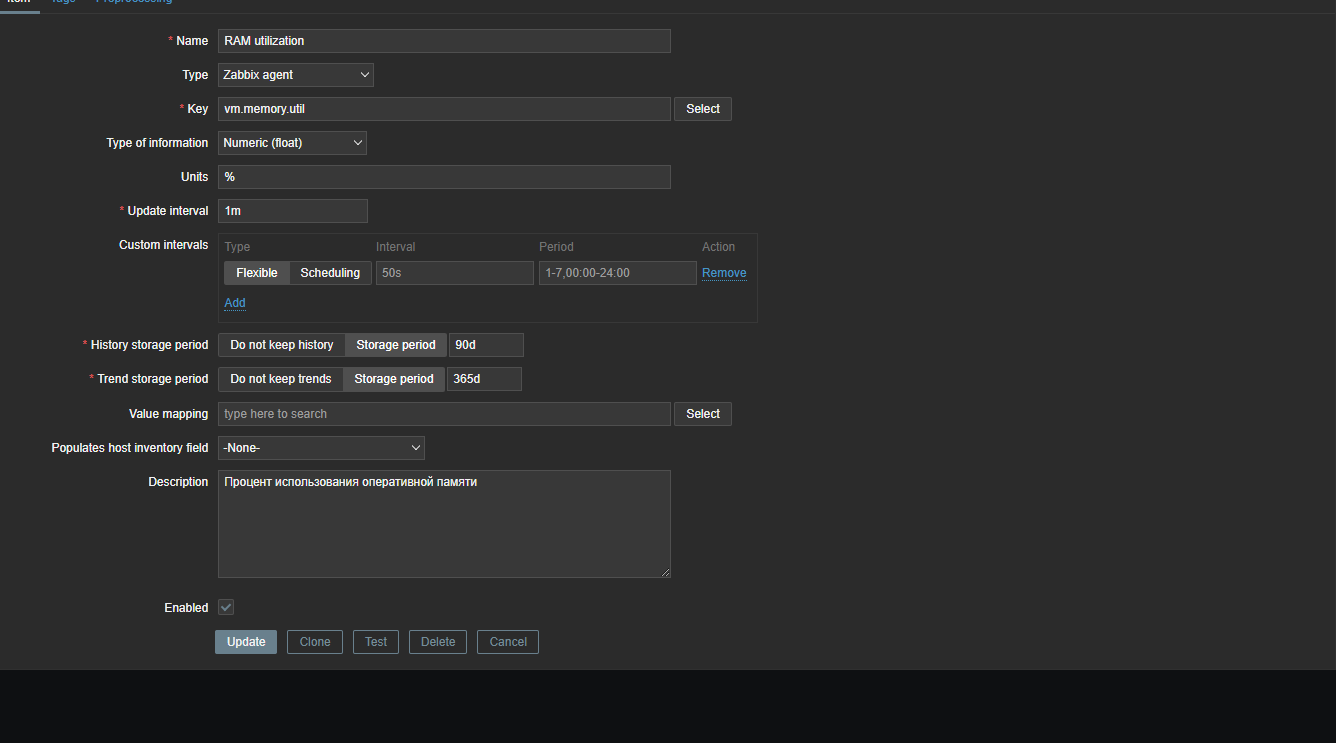 Item Tags Preprocessing
* Name RAM utilization
Type Zabbix agent
* Key vm.memory.util Select
Type of information Numeric (float)
Units %
* Update interval 1m
Custom intervals Type Interval Period Action
Flexible Scheduling 50s 1-7,00:00-24:00 Remove
Add
* History storage period Do not keep history Storage period 90d
* Trend storage period Do not keep trends Storage period 365d
Value mapping type here to search Select
Populates host inventory field -None-
Description Процент использования оперативной памяти
Enabled
Update Clone Test Delete Cancel